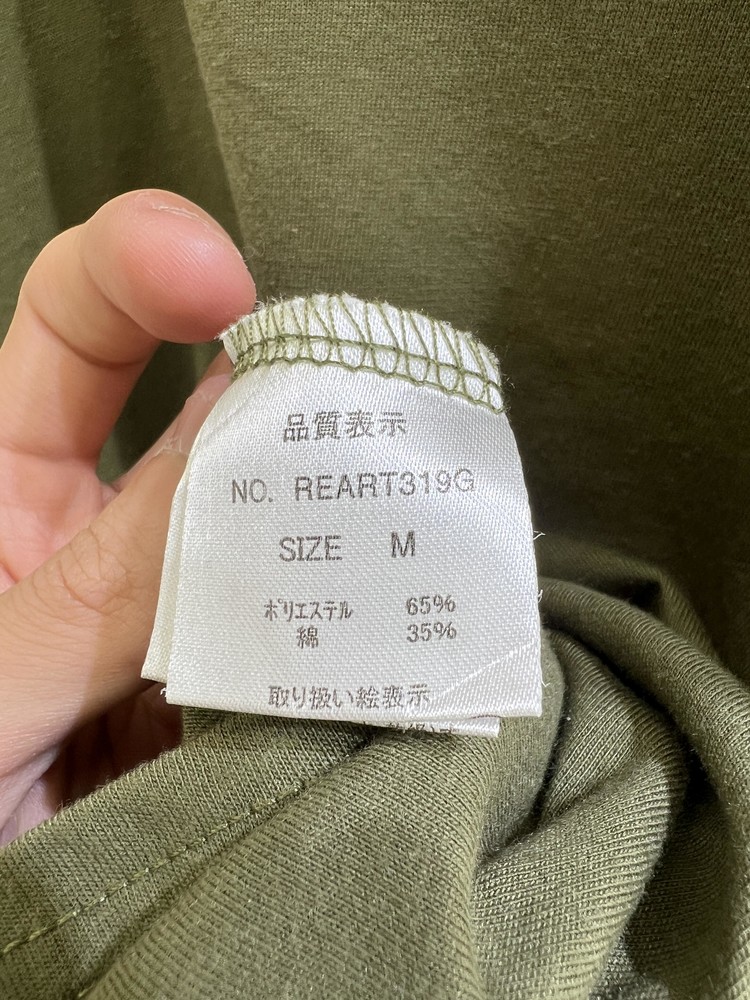 品質表示
NO. REART319G
SIZE M
ポリエステル 65%
綿 35%
取り扱い絵表示